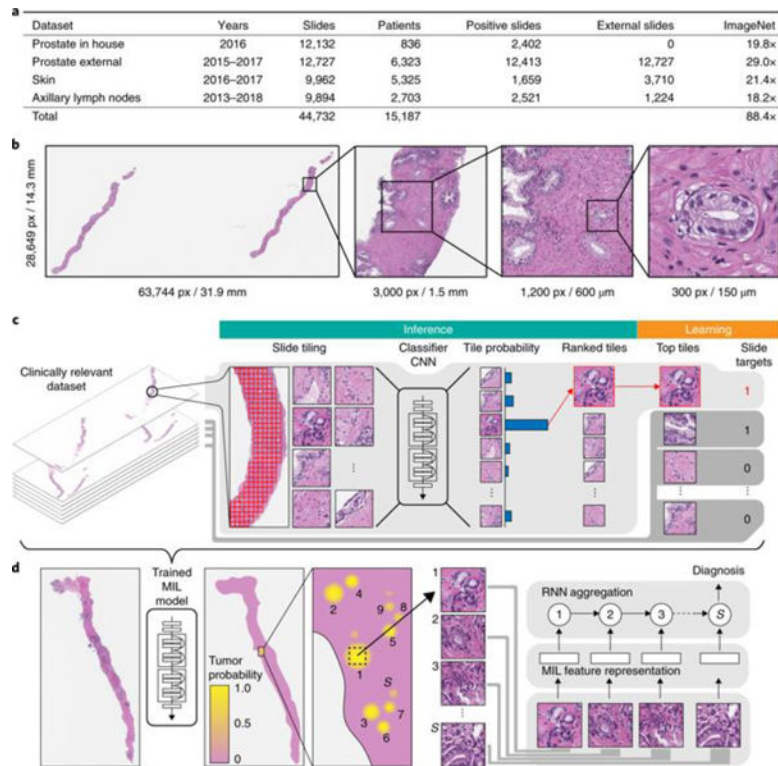 a
Dataset Years Slides Patients Positive slides External slides ImageNet
Prostate in house 2016 12,132 836 2,402 0 19.8×
Prostate external 2015–2017 12,727 6,323 12,413 12,727 29.0×
Skin 2016–2017 9,962 5,325 1,659 3,710 21.4×
Axillary lymph nodes 2013–2018 9,894 2,703 2,521 1,224 18.2×
Total 44,732 15,187 88.4×
b
28,649 px / 14.3 mm
63,744 px / 31.9 mm
3,000 px / 1.5 mm
1,200 px / 600 μm
300 px / 150 μm
c
Inference
Learning
Slide tiling
Classifier
CNN
Tile probability
Ranked tiles
Top tiles
Slide
targets
Clinically relevant
dataset
1
1
0
⋮
0
d
Trained
MIL
model
Tumor
probability
1.0
0.5
0
4
2
9
8
5
1
S
3
7
6
1
2
3
⋮
S
Diagnosis
RNN aggregation
1 2 3 S
MIL feature representation